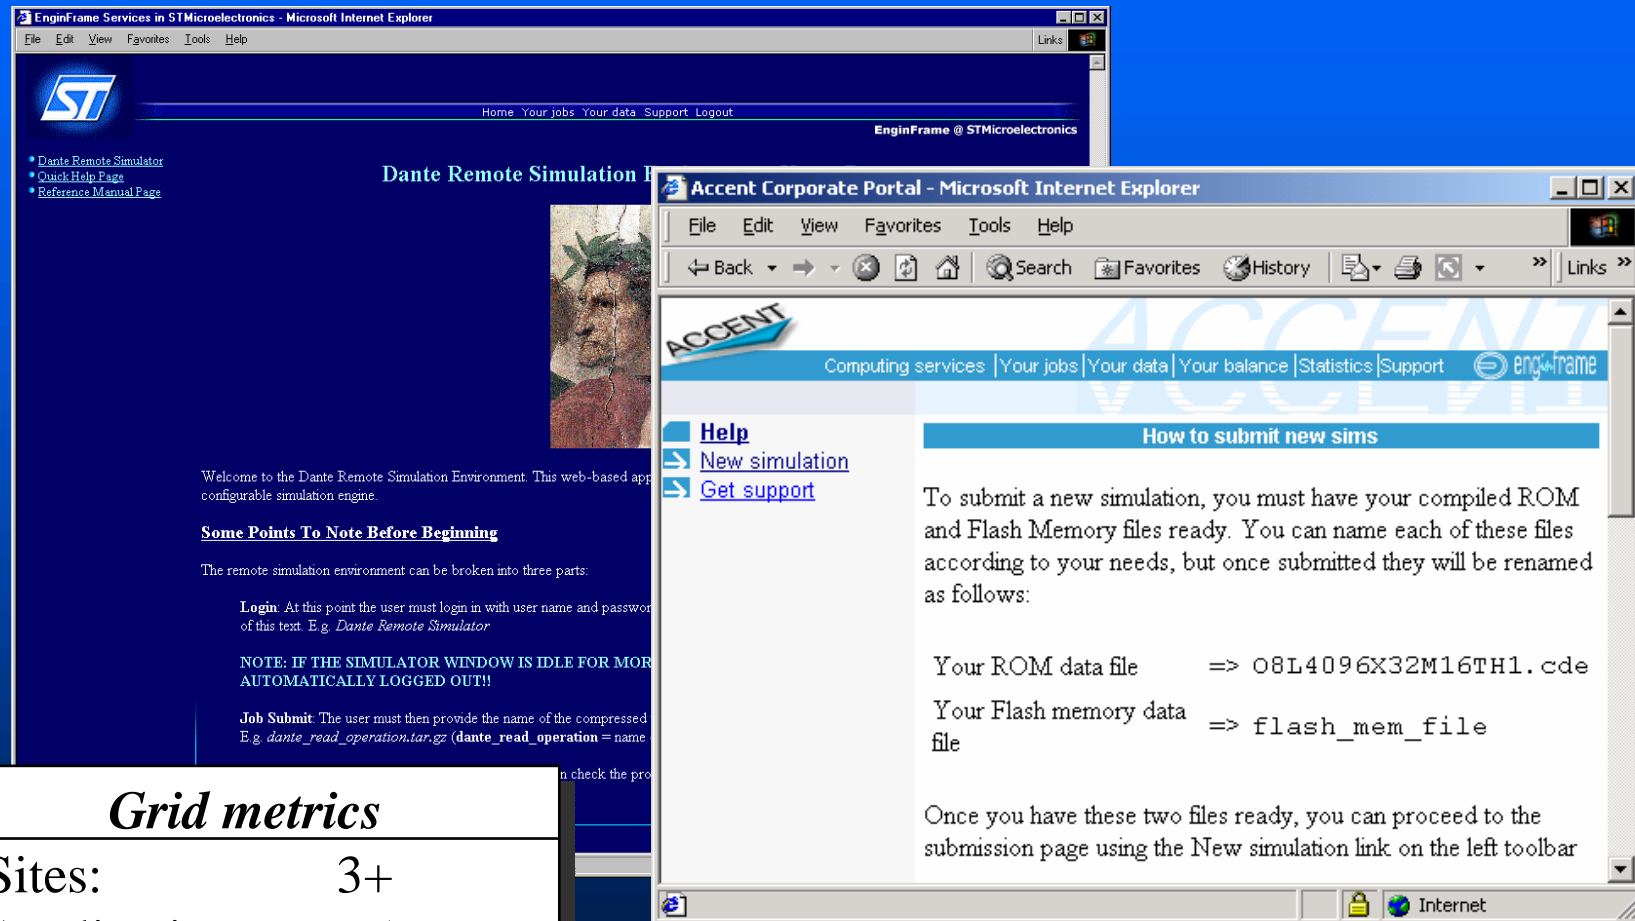 EnginFrame Services in STMicroelectronics - Microsoft Internet Explorer
File Edit View Favorites Tools Help
Links
ST
Home Your jobs Your data Support Logout
EnginFrame @ STMicroelectronics
Dante Remote Simulator
Quick Help Page
Reference Manual Page
Dante Remote Simulation
Welcome to the Dante Remote Simulation Environment. This web-based app
configurable simulation engine.
Some Points To Note Before Beginning
The remote simulation environment can be broken into three parts:
Login: At this point the user must login in with user name and passwor
of this text. E.g. Dante Remote Simulator
NOTE: IF THE SIMULATOR WINDOW IS IDLE FOR MOR
AUTOMATICALLY LOGGED OUT!!
Job Submit: The user must then provide the name of the compressed
E.g. dante_read_operation.tar.gz (dante_read_operation = name
n check the pro
Accent Corporate Portal - Microsoft Internet Explorer
File Edit View Favorites Tools Help
Back Search Favorites History Links
ACCENT
ACCENT
Computing services |Your jobs|Your data|Your balance|Statistics|Support
enginframe
Help
New simulation
Get support
How to submit new sims
To submit a new simulation, you must have your compiled ROM
and Flash Memory files ready. You can name each of these files
according to your needs, but once submitted they will be renamed
as follows:
Your ROM data file => O8L4096X32M16TH1.cde
Your Flash memory data
file => flash_mem_file
Once you have these two files ready, you can proceed to the
submission page using the New simulation link on the left toolbar
Internet
Grid metrics
Sites: 3+